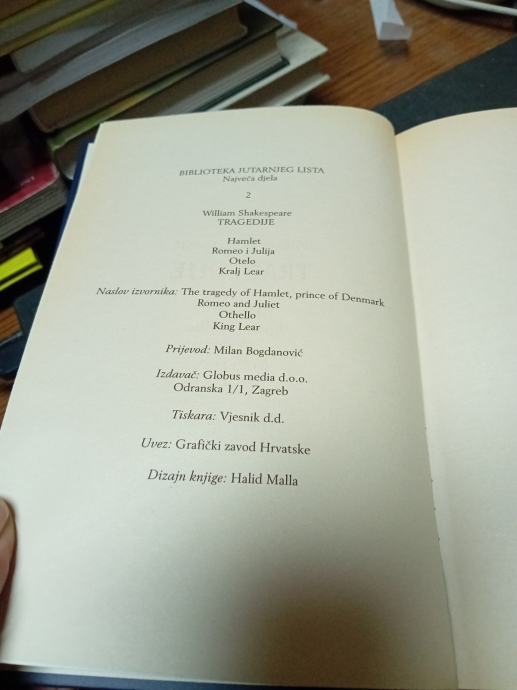 BIBLIOTEKA JUTARNJEG LISTA
Najveća djela
2
William Shakespeare
TRAGEDIJE
Hamlet
Romeo i Julija
Otelo
Kralj Lear
Naslov izvornika: The tragedy of Hamlet, prince of Denmark
Romeo and Juliet
Othello
King Lear
Prijevod: Milan Bogdanović
Izdavač: Globus media d.o.o.
Odranska 1/1, Zagreb
Tiskara: Vjesnik d.d.
Uvez: Grafički zavod Hrvatske
Dizajn knjige: Halid Malla